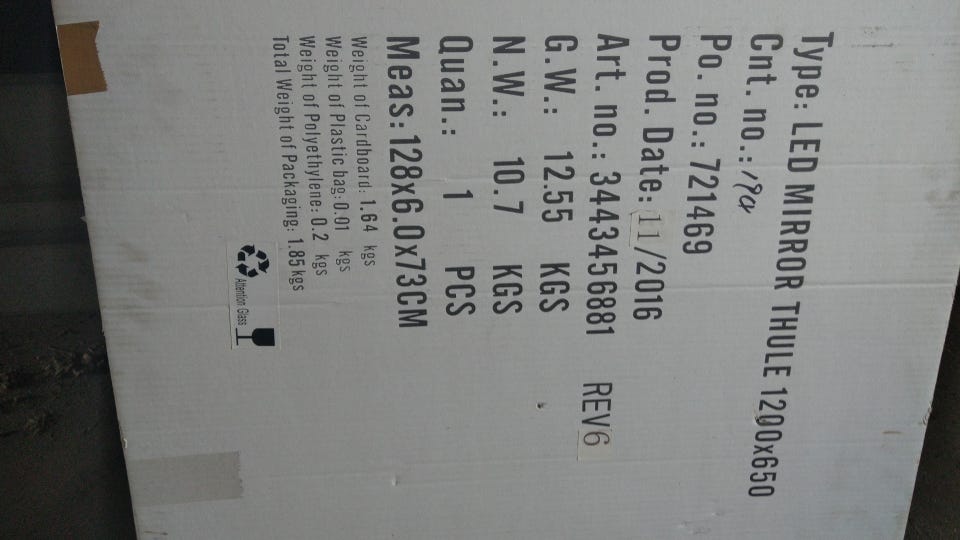 Type: LED MIRROR THULE 1200x650
Cnt. no.:
Po. no.: 721469
Prod. Date: 11/2016
Art. no.: 3443456881 REV6
G.W.: 12.55 KGS
N.W.: 10.7 KGS
Quan.: 1 PCS
Meas: 128x6.0x73CM
Weight of Cardboard: 1.64 kgs
Weight of Plastic bag: 0.01 kgs
Weight of Polyethylene: 0.2 kgs
Total Weight of Packaging: 1.85 kgs
Attention Glass